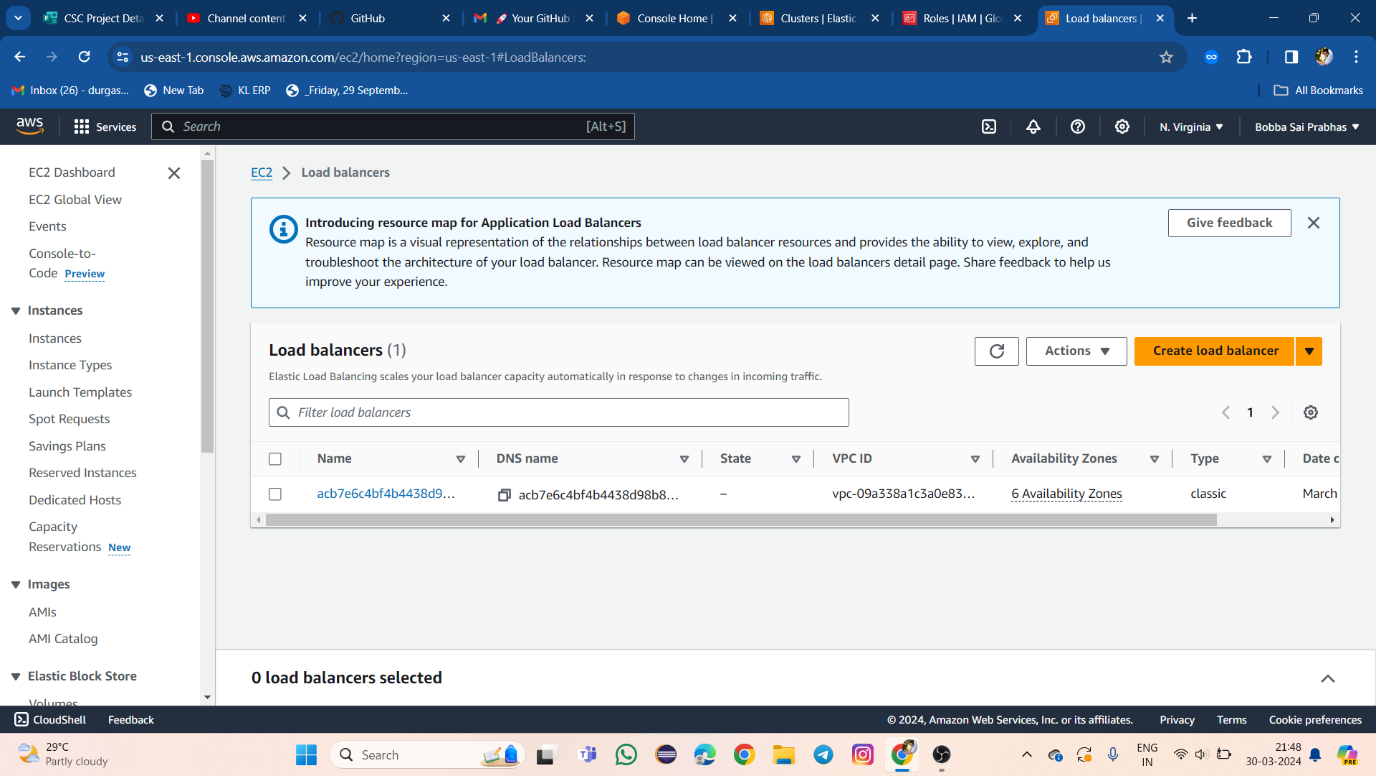 CSC Project Deta
Channel content
GitHub
Your GitHub
Console Home |
Clusters | Elastic
Roles | IAM | Glo
Load balancers |
us-east-1.console.aws.amazon.com/ec2/home?region=us-east-1#LoadBalancers:
Inbox (26) - durgas...
New Tab
KL ERP
_Friday, 29 Septemb...
All Bookmarks
aws
Services
Search
[Alt+S]
N. Virginia
Bobba Sai Prabhas
EC2 Dashboard
EC2 Global View
Events
Console-to-
Code Preview
Instances
Instances
Instance Types
Launch Templates
Spot Requests
Savings Plans
Reserved Instances
Dedicated Hosts
Capacity
Reservations New
Images
AMIs
AMI Catalog
Elastic Block Store
Volumes
EC2 > Load balancers
Introducing resource map for Application Load Balancers
Resource map is a visual representation of the relationships between load balancer resources and provides the ability to view, explore, and
troubleshoot the architecture of your load balancer. Resource map can be viewed on the load balancers detail page. Share feedback to help us
improve your experience.
Give feedback
Load balancers (1)
Actions
Create load balancer
Elastic Load Balancing scales your load balancer capacity automatically in response to changes in incoming traffic.
Filter load balancers
1
Name DNS name State VPC ID Availability Zones Type Date c
acb7e6c4bf4b4438d9... acb7e6c4bf4b4438d98b8... – vpc-09a338a1c3a0e83... 6 Availability Zones classic March
0 load balancers selected
CloudShell Feedback
© 2024, Amazon Web Services, Inc. or its affiliates. Privacy Terms Cookie preferences
29°C
Partly cloudy
Search
ENG
IN
21:48
30-03-2024
PRE